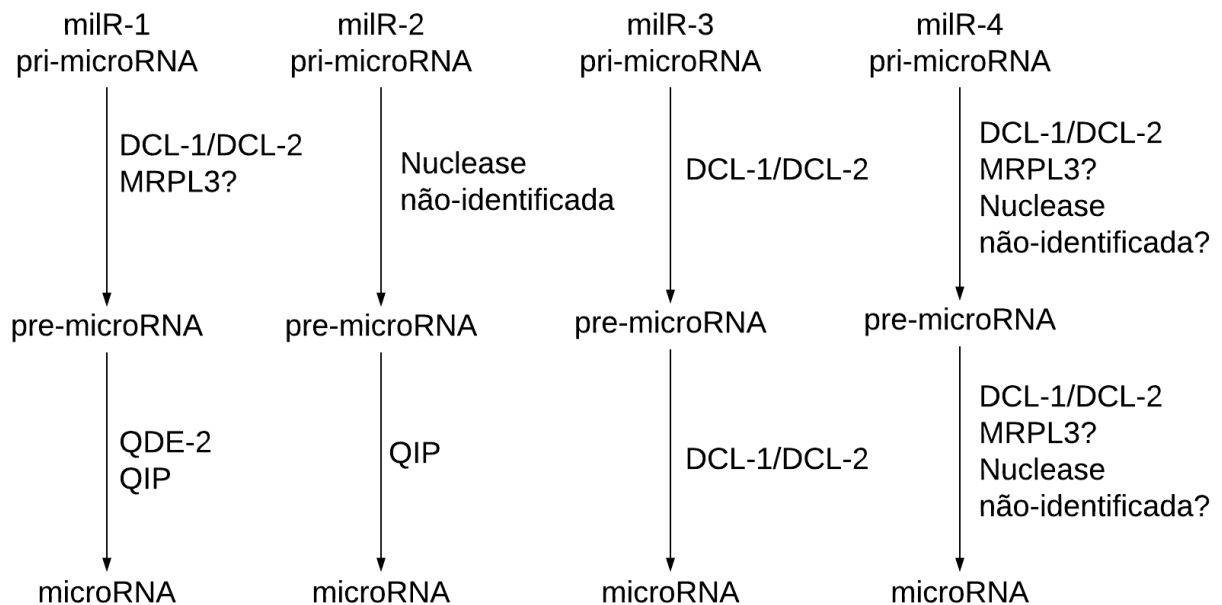 milR-1
pri-microRNA
DCL-1/DCL-2
MRPL3?
pre-microRNA
QDE-2
QIP
microRNA
milR-2
pri-microRNA
Nuclease
não-identificada
pre-microRNA
QIP
microRNA
milR-3
pri-microRNA
DCL-1/DCL-2
pre-microRNA
DCL-1/DCL-2
microRNA
milR-4
pri-microRNA
DCL-1/DCL-2
MRPL3?
Nuclease
não-identificada?
pre-microRNA
DCL-1/DCL-2
MRPL3?
Nuclease
não-identificada?
microRNA